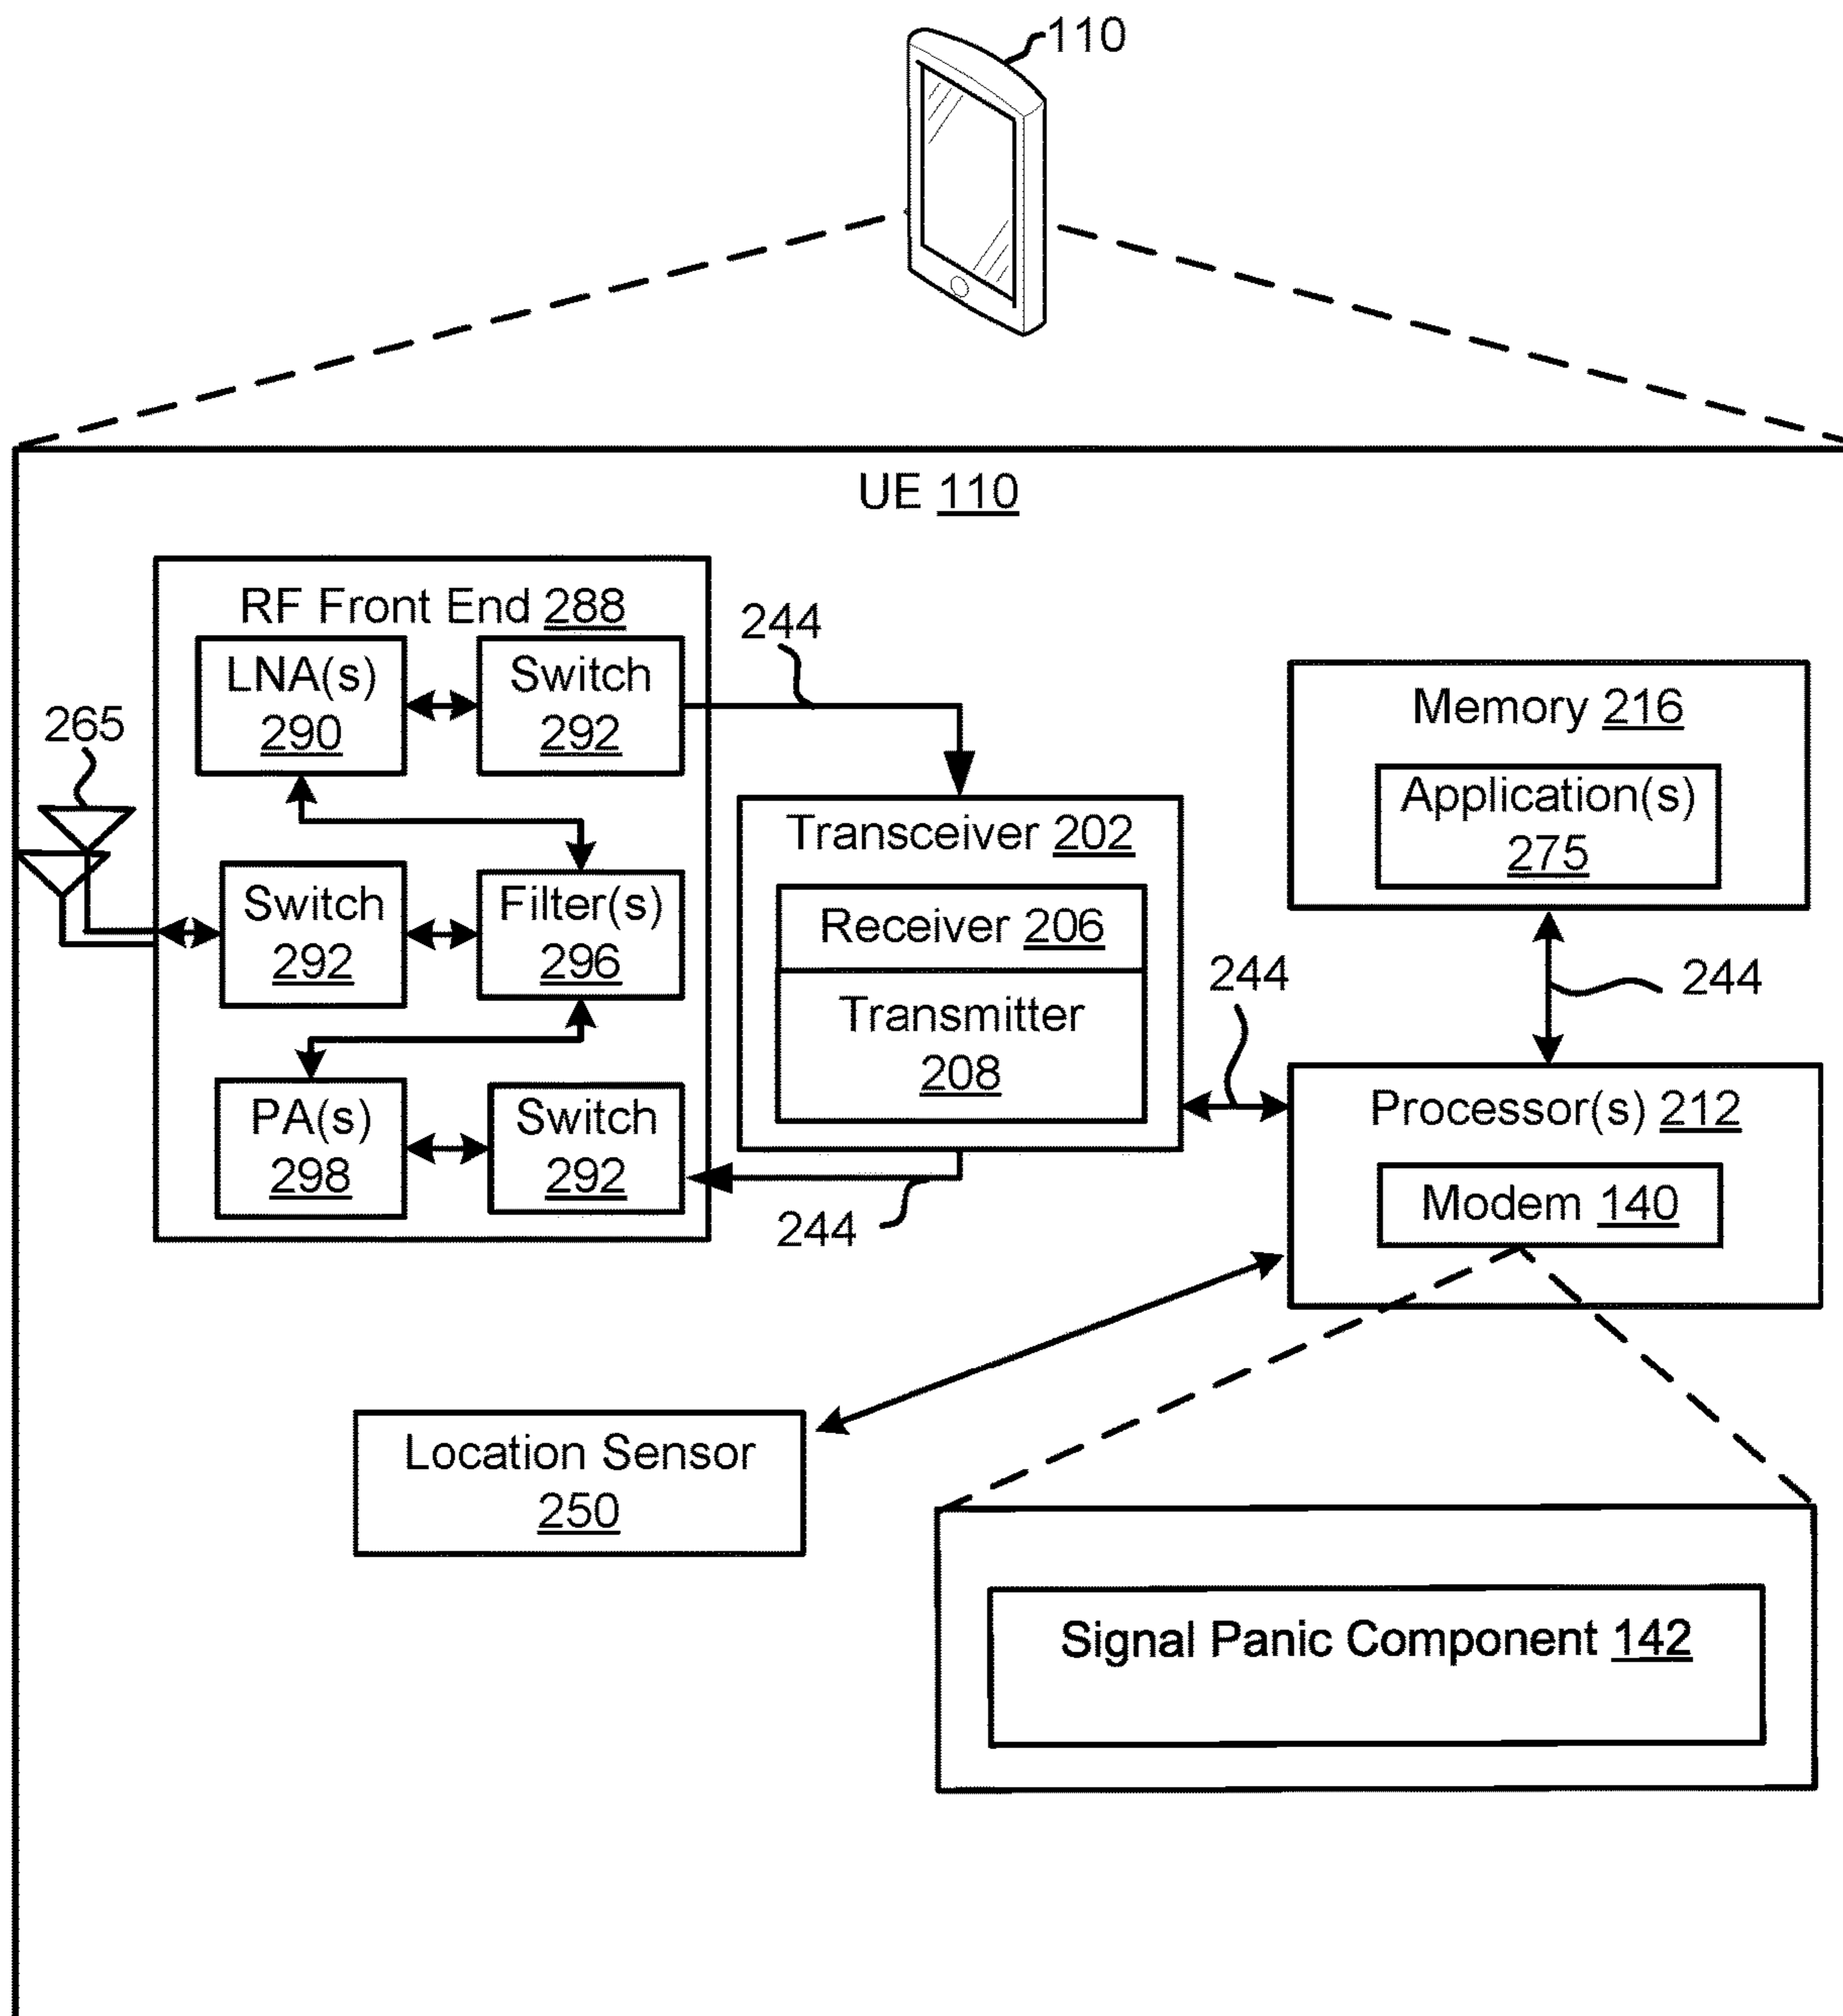 110
UE 110
RF Front End 288
LNA(s)
290
Switch
292
244
265
Switch
292
Filter(s)
296
PA(s)
298
Switch
292
244
Transceiver 202
Receiver 206
Transmitter
208
244
Memory 216
Application(s)
275
244
Processor(s) 212
Modem 140
Location Sensor
250
Signal Panic Component 142